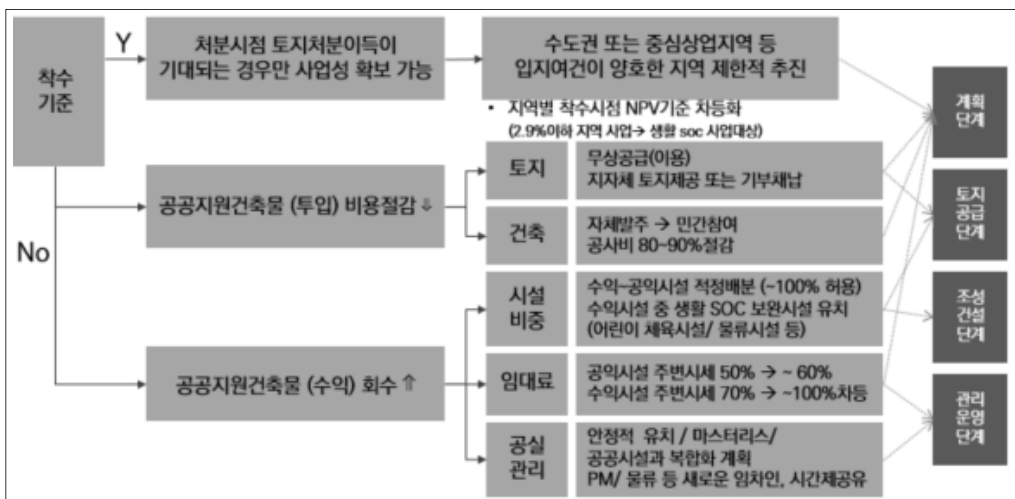 착수
기준
Y
No
처분시점 토지처분이득이
기대되는 경우만 사업성 확보 가능
수도권 또는 중심상업지역 등
입지여건이 양호한 지역 제한적 추진
• 지역별 착수시점 NPV기준 차등화
(2.9%이하 지역 사업→ 생활 soc 사업대상)
공공지원건축물 (투입) 비용절감 ⇩
토지
무상공급(이용)
지자체 토지제공 또는 기부채납
건축
자체발주 → 민간참여
공사비 80~90%절감
공공지원건축물 (수익) 회수 ⇧
시설
비중
수익~공익시설 적정배분 (~100% 허용)
수익시설 중 생활 SOC 보완시설 유치
(어린이 체육시설/ 물류시설 등)
임대료
공익시설 주변시세 50% → ~ 60%
수익시설 주변시세 70% → ~100%차등
공실
관리
안정적 유치 / 마스터리스/
공공시설과 복합화 계획
PM/ 물류 등 새로운 임차인, 시간제공유
계획
단계
토지
공급
단계
조성
건설
단계
관리
운영
단계